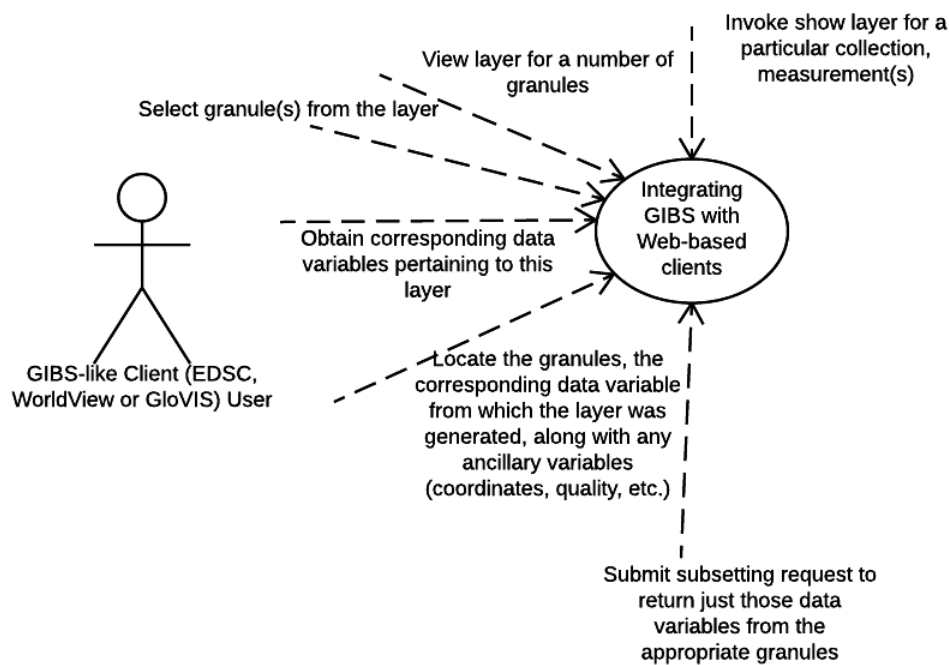 Invoke show layer for a
particular collection,
measurement(s)
View layer for a number of
granules
Select granule(s) from the layer
Integrating
GIBS with
Web-based
clients
Obtain corresponding data
variables pertaining to this
layer
GIBS-like Client (EDSC,
WorldView or GloVIS) User
Locate the granules, the
corresponding data variable
from which the layer was
generated, along with any
ancillary variables
(coordinates, quality, etc.)
Submit subsetting request to
return just those data
variables from the
appropriate granules